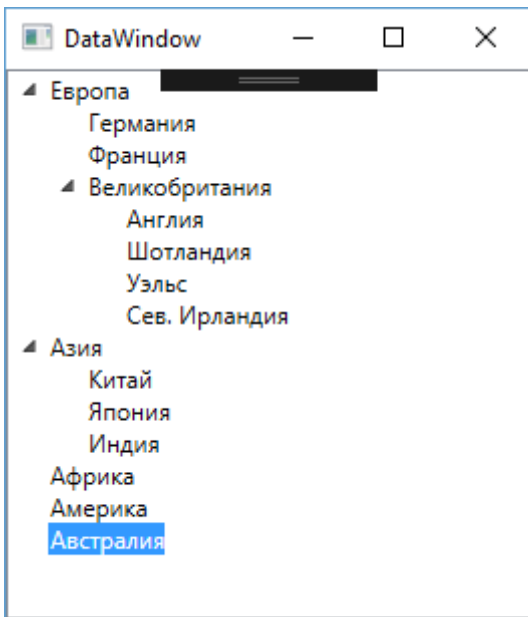 DataWindow
Европа
Германия
Франция
Великобритания
Англия
Шотландия
Уэльс
Сев. Ирландия
Азия
Китай
Япония
Индия
Африка
Америка
Австралия